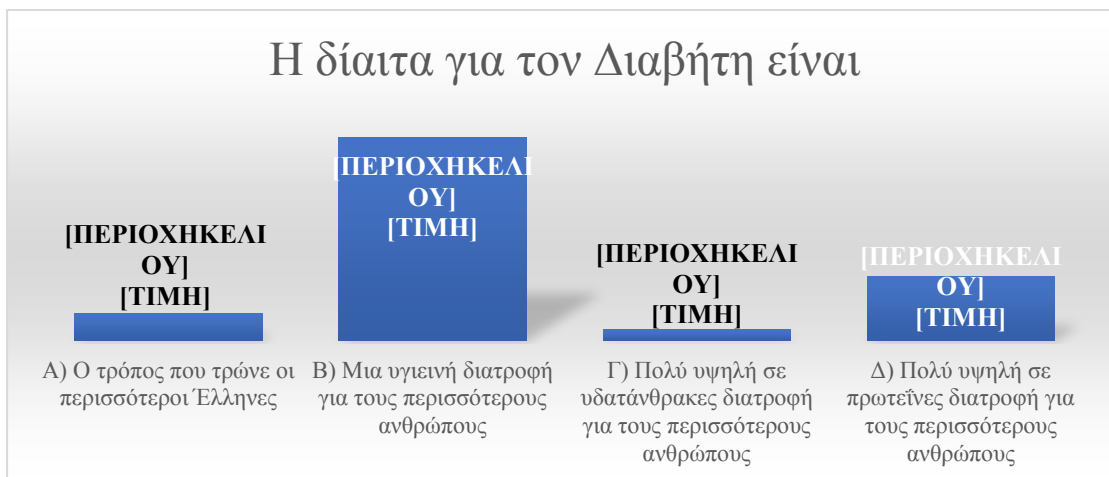 Η δίαιτα για τον Διαβήτη είναι
[ΠΕΡΙΟΧΗΚΕΛΙ
ΟΥ]
[ΤΙΜΗ]
[ΠΕΡΙΟΧΗΚΕΛΙ
ΟΥ]
[ΤΙΜΗ]
[ΠΕΡΙΟΧΗΚΕΛΙ
ΟΥ]
[ΤΙΜΗ]
[ΠΕΡΙΟΧΗΚΕΛΙ
ΟΥ]
[ΤΙΜΗ]
Α) Ο τρόπος που τρώνε οι
περισσότεροι Έλληνες
Β) Μια υγιεινή διατροφή
για τους περισσότερους
ανθρώπους
Γ) Πολύ υψηλή σε
υδατάνθρακες διατροφή
για τους περισσότερους
ανθρώπους
Δ) Πολύ υψηλή σε
πρωτεΐνες διατροφή για
τους περισσότερους
ανθρώπους